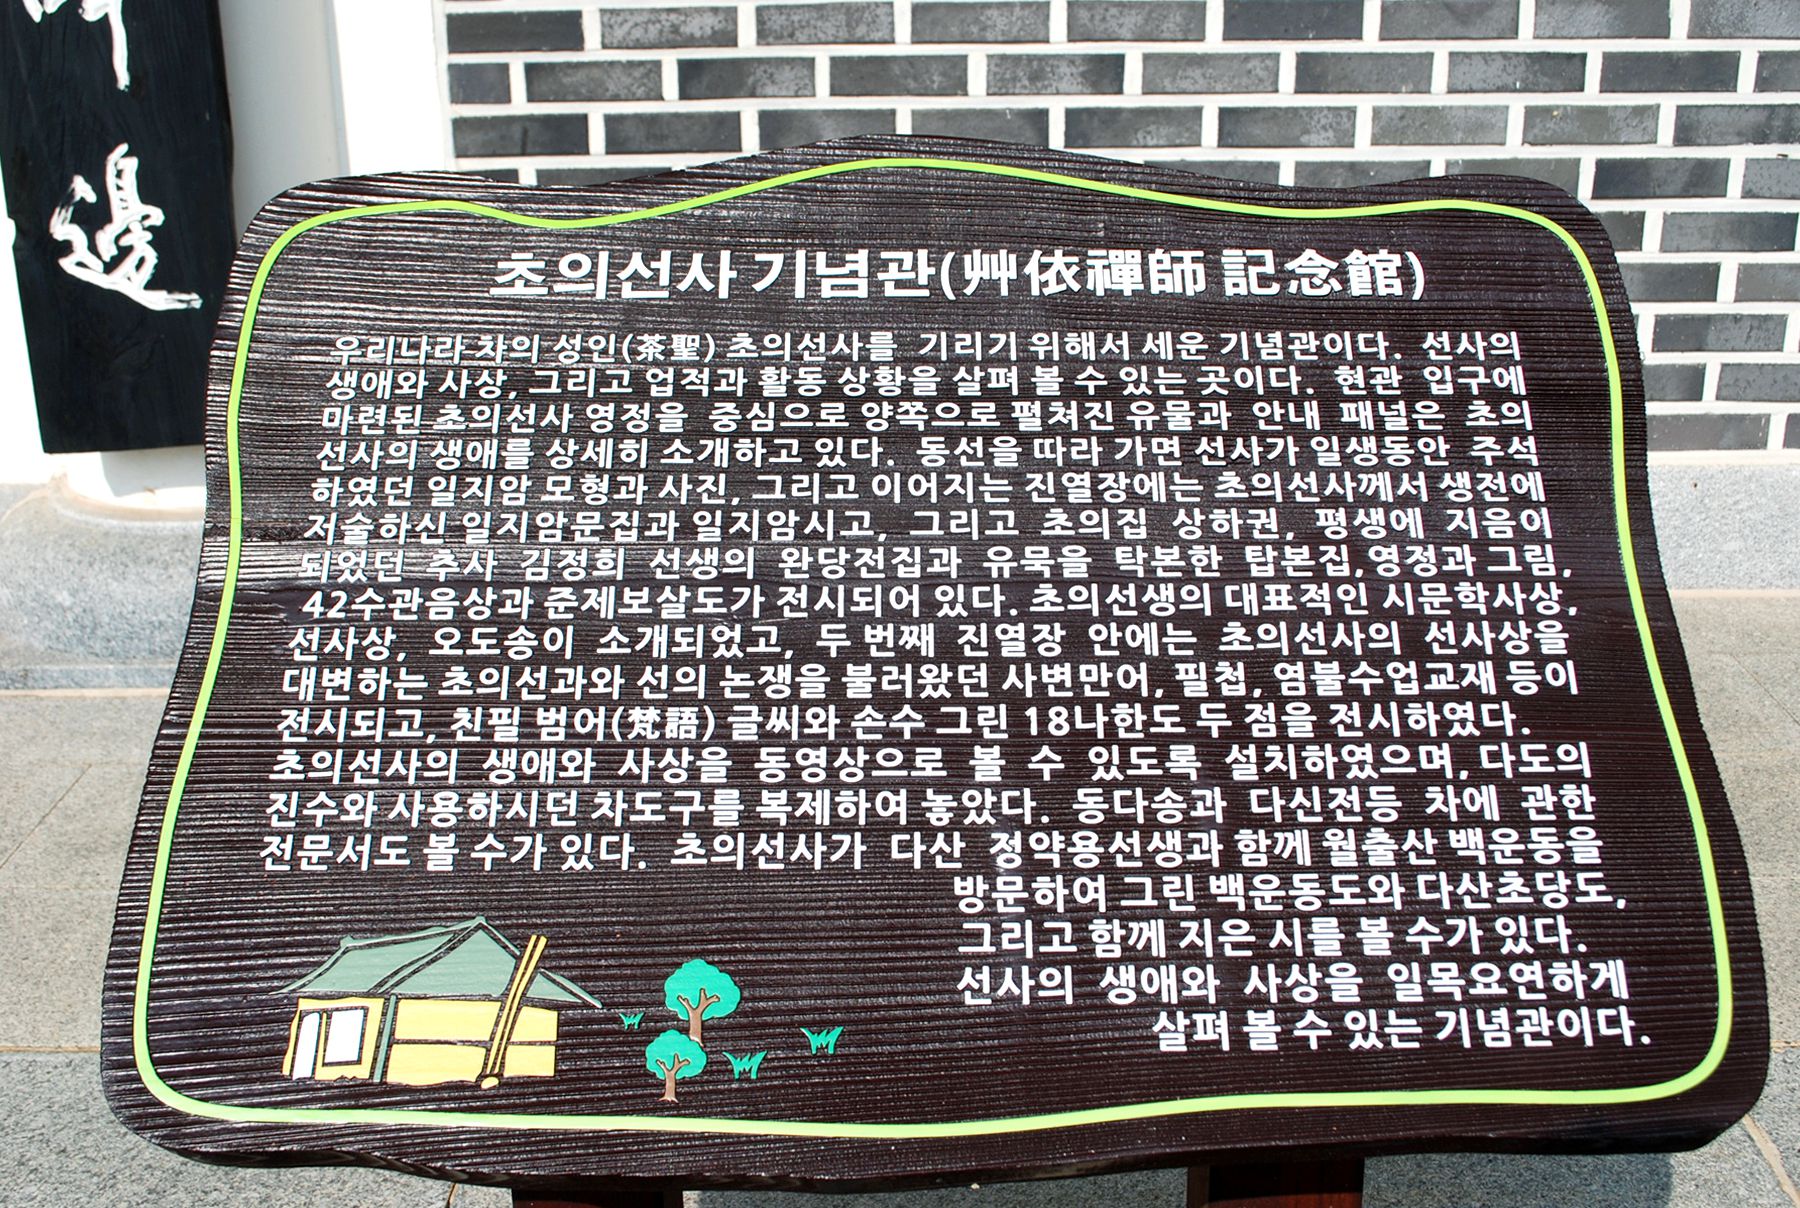 邊
초의선사 기념관(艸依禪師 記念館)
우리나라 차의 성인(茶聖) 초의선사를 기리기 위해서 세운 기념관이다. 선사의
생애와 사상, 그리고 업적과 활동 상황을 살펴 볼 수 있는 곳이다. 현관 입구에
마련된 초의선사 영정을 중심으로 양쪽으로 펼쳐진 유물과 안내 패널은 초의
선사의 생애를 상세히 소개하고 있다. 동선을 따라 가면 선사가 일생동안 주석
하였던 일지암 모형과 사진, 그리고 이어지는 진열장에는 초의선사께서 생전에
저술하신 일지암문집과 일지암시고, 그리고 초의집 상하권, 평생에 지음이
되었던 추사 김정희 선생의 완당전집과 유묵을 탁본한 탑본집,영정과 그림,
42수관음상과 준제보살도가 전시되어 있다. 초의선생의 대표적인 시문학사상,
선사상, 오도송이 소개되었고, 두 번째 진열장 안에는 초의선사의 선사상을
대변하는 초의선과와 선의 논쟁을 불러왔던 사변만어, 필첩, 염불수업교재 등이
전시되고, 친필 범어(梵語) 글씨와 손수 그린 18나한도 두 점을 전시하였다.
초의선사의 생애와 사상을 동영상으로 볼 수 있도록 설치하였으며, 다도의
진수와 사용하시던 차도구를 복제하여 놓았다. 동다송과 다신전등 차에 관한
전문서도 볼 수가 있다. 초의선사가 다산 정약용선생과 함께 월출산 백운동을
방문하여 그린 백운동도와 다산초당도,
그리고 함께 지은 시를 볼 수가 있다.
선사의 생애와 사상을 일목요연하게
살펴 볼 수 있는 기념관이다.